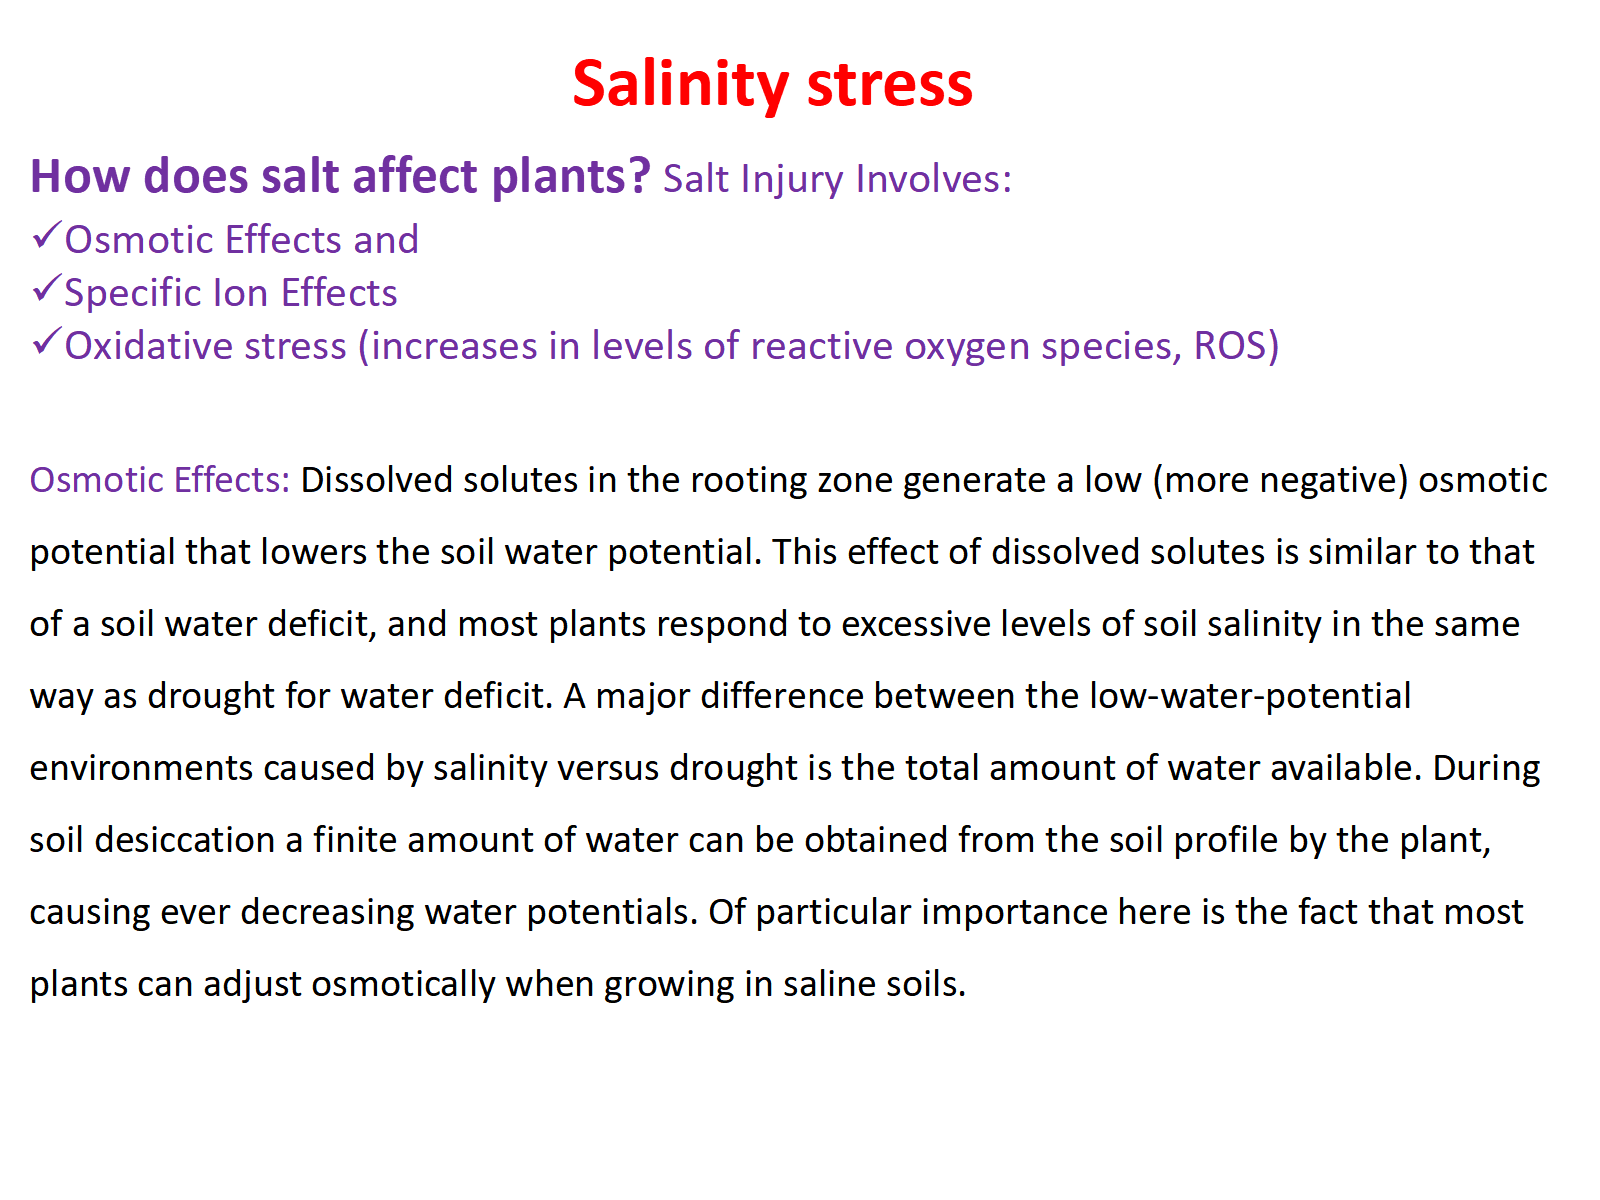 Salinity stress
How does salt affect plants? Salt Injury Involves:
✓Osmotic Effects and
✓Specific Ion Effects
✓Oxidative stress (increases in levels of reactive oxygen species, ROS)
Osmotic Effects: Dissolved solutes in the rooting zone generate a low (more negative) osmotic
potential that lowers the soil water potential. This effect of dissolved solutes is similar to that
of a soil water deficit, and most plants respond to excessive levels of soil salinity in the same
way as drought for water deficit. A major difference between the low-water-potential
environments caused by salinity versus drought is the total amount of water available. During
soil desiccation a finite amount of water can be obtained from the soil profile by the plant,
causing ever decreasing water potentials. Of particular importance here is the fact that most
plants can adjust osmotically when growing in saline soils.